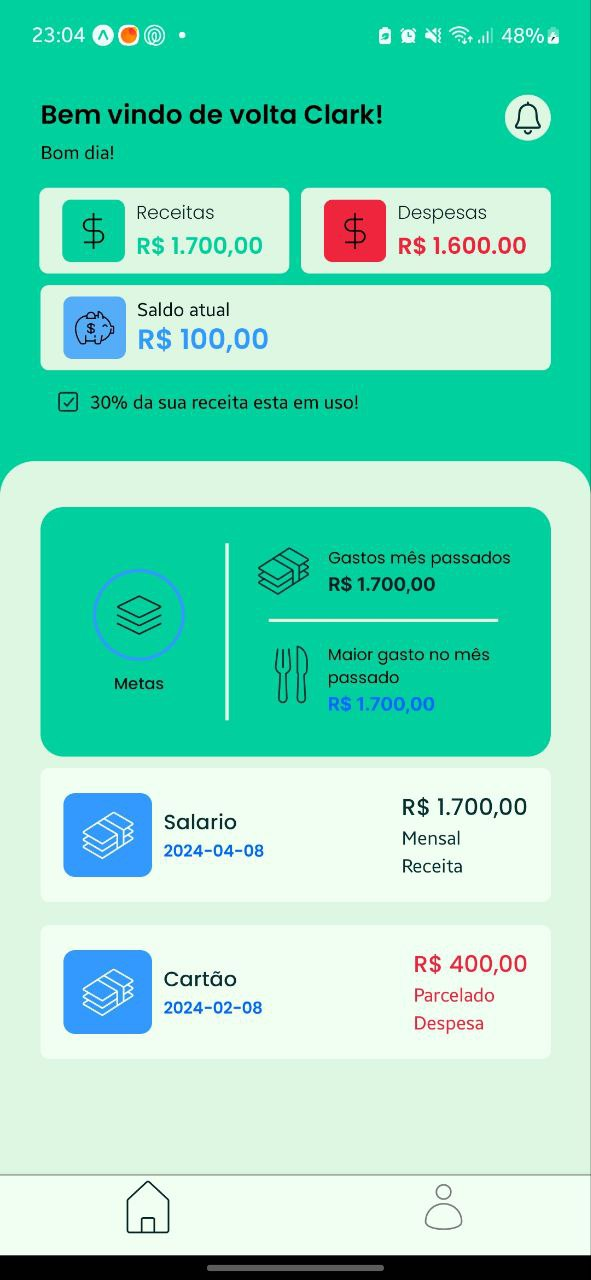 23:04
48%
Bem vindo de volta Clark!
Bom dia!
Receitas
R$ 1.700,00
Despesas
R$ 1.600.00
Saldo atual
R$ 100,00
30% da sua receita esta em uso!
Metas
Gastos mês passados
R$ 1.700,00
Maior gasto no mês
passado
R$ 1.700,00
Salario
2024-04-08
R$ 1.700,00
Mensal
Receita
Cartão
2024-02-08
R$ 400,00
Parcelado
Despesa